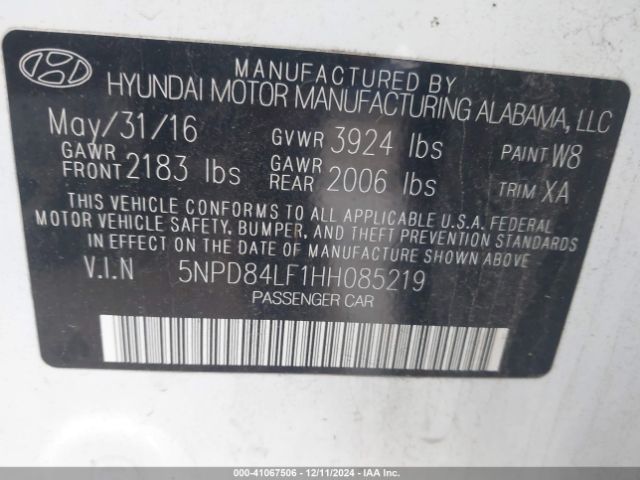 MANUFACTURED BY
HYUNDAI MOTOR MANUFACTURING ALABAMA, LLC
May/31/16 GVWR 3924 lbs PAINT W8
GAWR FRONT 2183 lbs GAWR REAR 2006 lbs TRIM XA
THIS VEHICLE CONFORMS TO ALL APPLICABLE U.S.A. FEDERAL
MOTOR VEHICLE SAFETY, BUMPER, AND THEFT PREVENTION STANDARDS
IN EFFECT ON THE DATE OF MANUFACTURE SHOWN ABOVE.
V.I.N 5NPD84LF1HH085219
PASSENGER CAR
000-41067506 - 12/11/2024 - IAA Seller Services